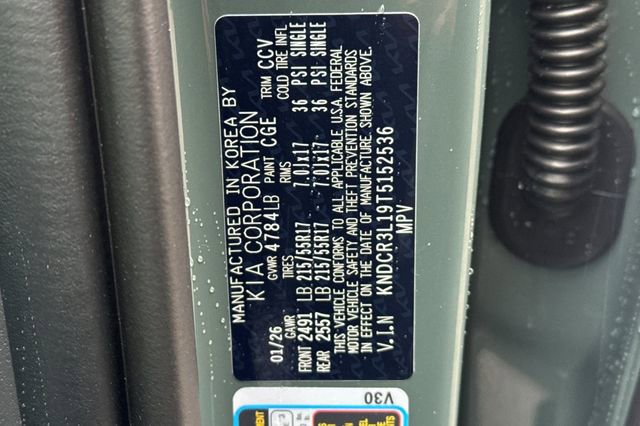 MANUFACTURED IN KOREA BY
KIA CORPORATION
01/26 GVWR 4784LB PAINT CGE TRIM CCV
GAWR TIRES RIMS COLD TIRE INFL
FRONT 2491 LB 215/55R17 7.0Jx17 36 PSI SINGLE
REAR 2557 LB 215/55R17 7.0Jx17 36 PSI SINGLE
THIS VEHICLE CONFORMS TO ALL APPLICABLE U.S.A. FEDERAL
MOTOR VEHICLE SAFETY AND THEFT PREVENTION STANDARDS
IN EFFECT ON THE DATE OF MANUFACTURE, SHOWN ABOVE.
V.I.N KNDCR3L19T5152536
MPV
V30